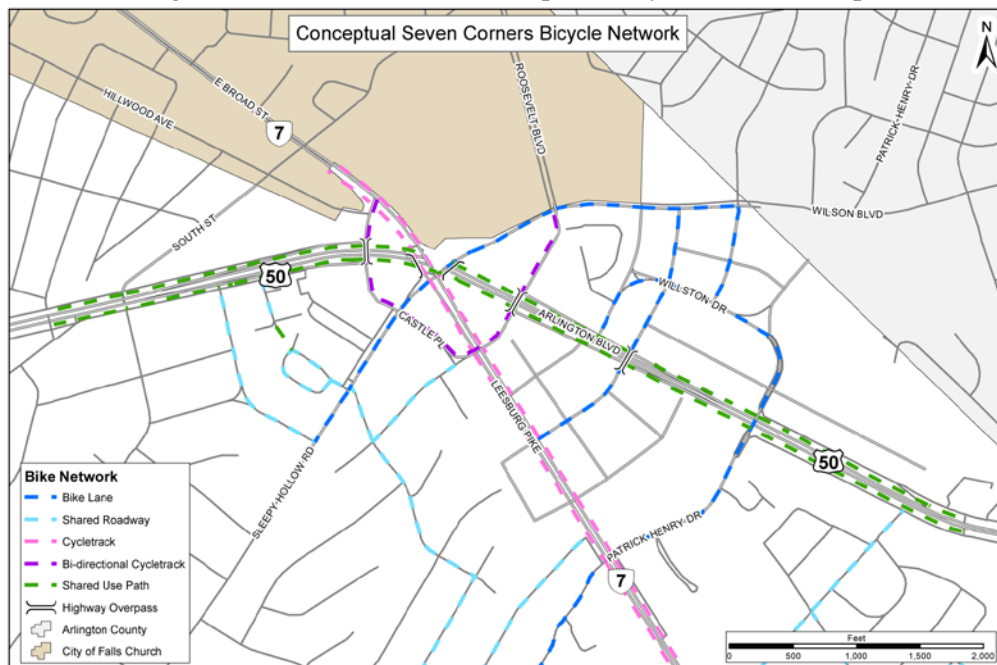 Conceptual Seven Corners Bicycle Network
N
E BROAD ST
HILLWOOD AVE
7
ROOSEVELT BLVD
PATRICK HENRY DR
WILSON BLVD
SOUTH ST
50
WILLSTON DR
CASTLE PL
ARLINGTON BLVD
LEESBURG PIKE
SLEEPY HOLLOW RD
50
PATRICK HENRY DR
7
Bike Network
Bike Lane
Shared Roadway
Cycletrack
Bi-directional Cycletrack
Shared Use Path
Highway Overpass
Arlington County
City of Falls Church
Feet
0 500 1,000 1,500 2,000